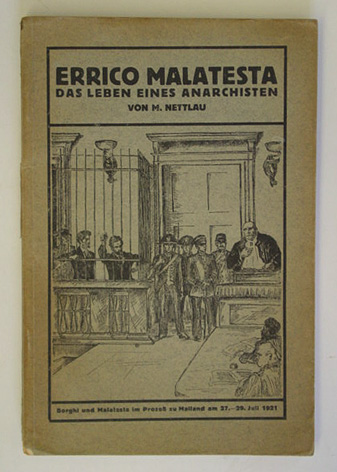 ERRICO MALATESTA
DAS LEBEN EINES ANARCHISTEN
VON M. NETTLAU
Borghi und Malatesta im Prozeß zu Mailand am 27.—29. Juli 1921